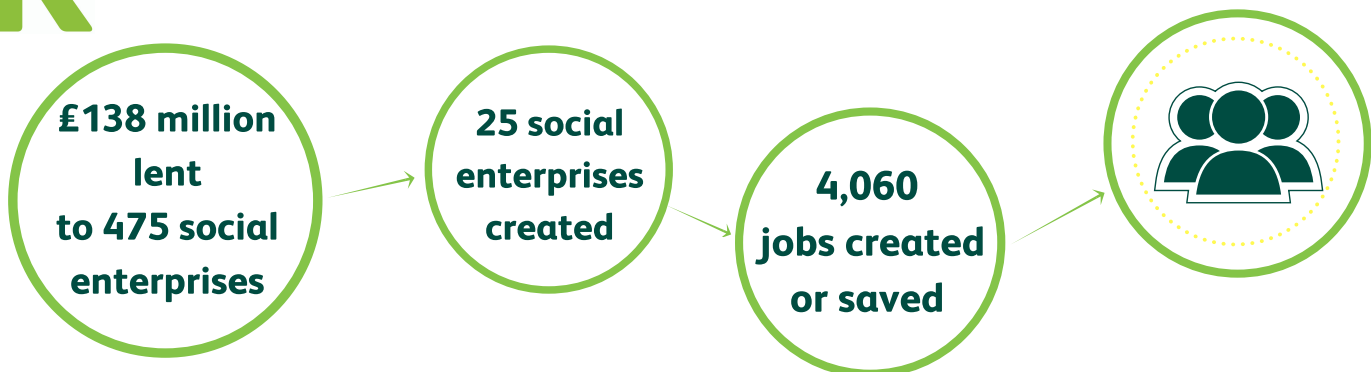 £138 million
lent
to 475 social
enterprises
25 social
enterprises
created
4,060
jobs created
or saved